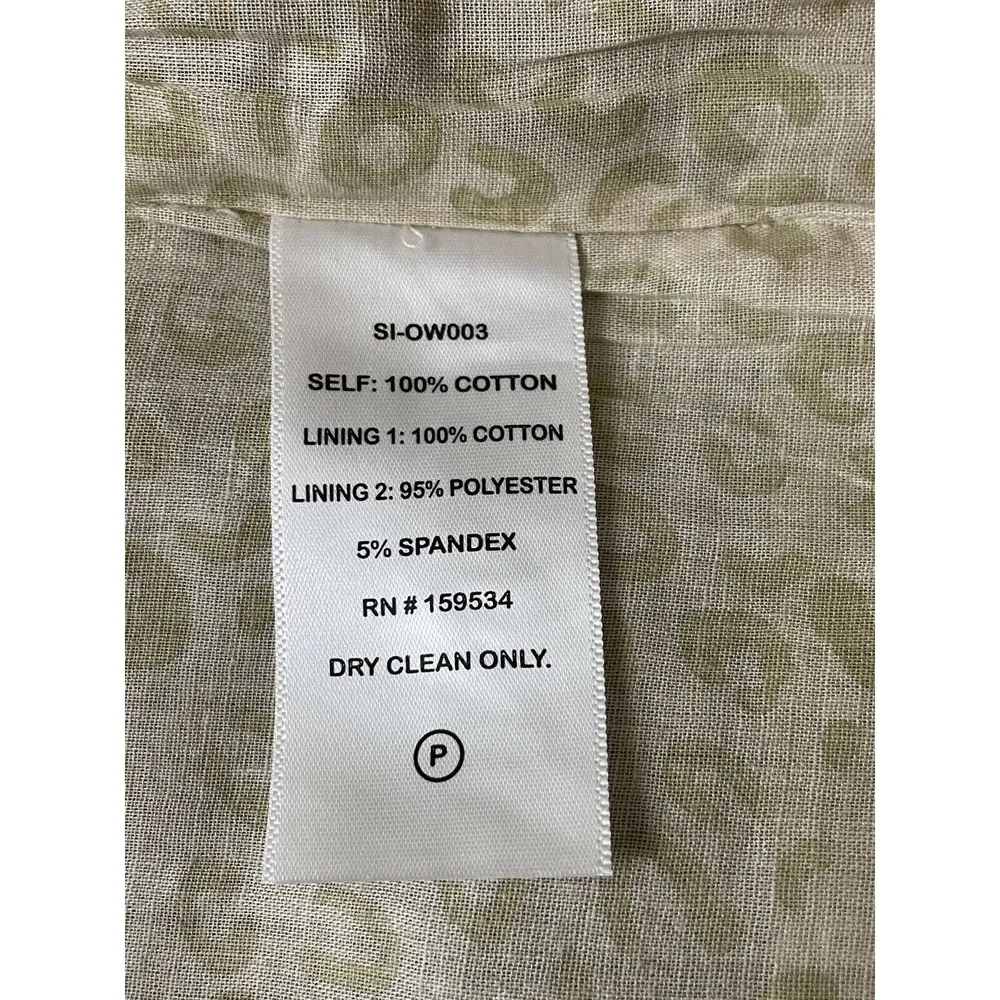 SI-OW003
SELF: 100% COTTON
LINING 1: 100% COTTON
LINING 2: 95% POLYESTER
5% SPANDEX
RN # 159534
DRY CLEAN ONLY.
P